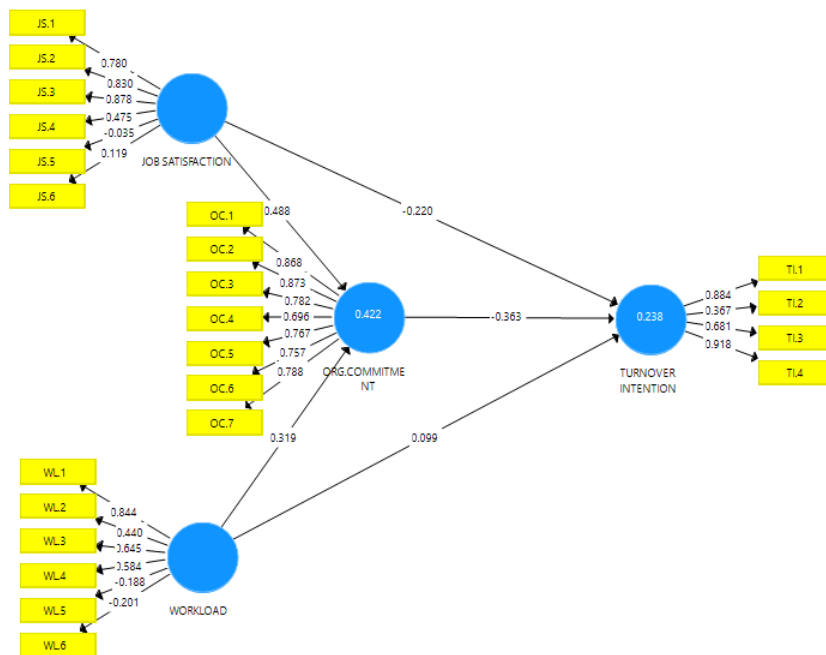 JS.1
JS.2
JS.3
JS.4
JS.5
JS.6
0.780
0.830
0.878
0.475
-0.035
0.119
JOB SATISFACTION
0.488
-0.220
OC.1
OC.2
OC.3
OC.4
OC.5
OC.6
OC.7
0.868
0.873
0.782
0.696
0.767
0.757
0.788
0.422
ORG.COMMITME
NT
-0.363
0.238
TURNOVER
INTENTION
0.884
0.367
0.681
0.918
TI.1
TI.2
TI.3
TI.4
0.319
0.099
WL.1
WL.2
WL.3
WL.4
WL.5
WL.6
0.844
0.440
0.645
0.584
-0.188
-0.201
WORKLOAD